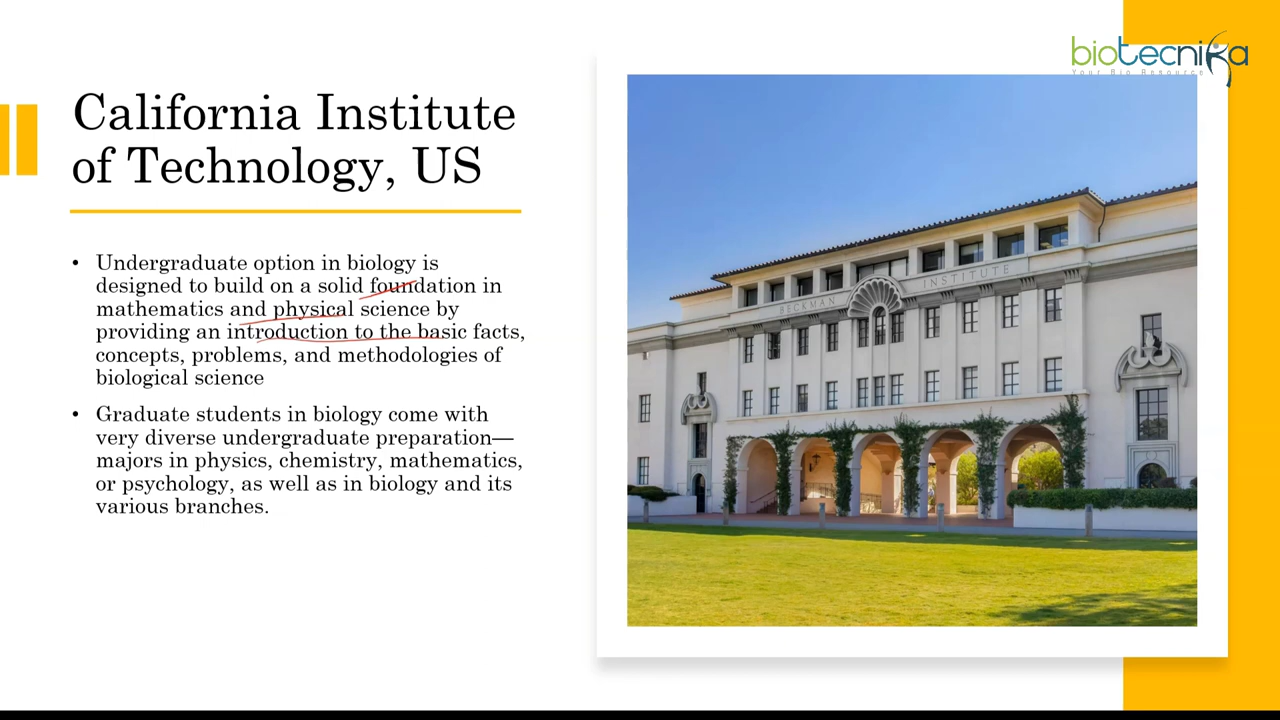 biotecnika
Your Bio Resource
California Institute
of Technology, US
• Undergraduate option in biology is
designed to build on a solid foundation in
mathematics and physical science by
providing an introduction to the basic facts,
concepts, problems, and methodologies of
biological science
• Graduate students in biology come with
very diverse undergraduate preparation—
majors in physics, chemistry, mathematics,
or psychology, as well as in biology and its
various branches.
BECKMAN INSTITUTE